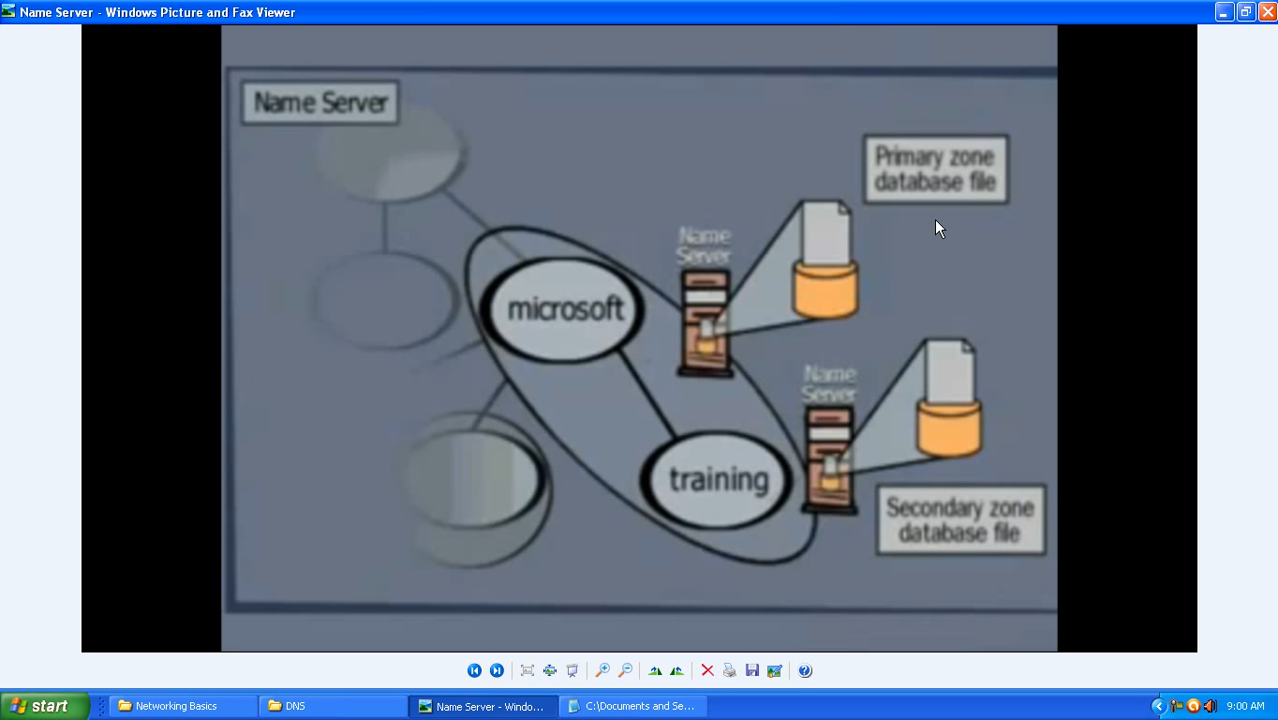 Name Server - Windows Picture and Fax Viewer
Name Server
Primary zone
database file
Name
Server
microsoft
Name
Server
training
Secondary zone
database file
start
Networking Basics
DNS
Name Server - Windo...
C:\Documents and Se...
9:00 AM